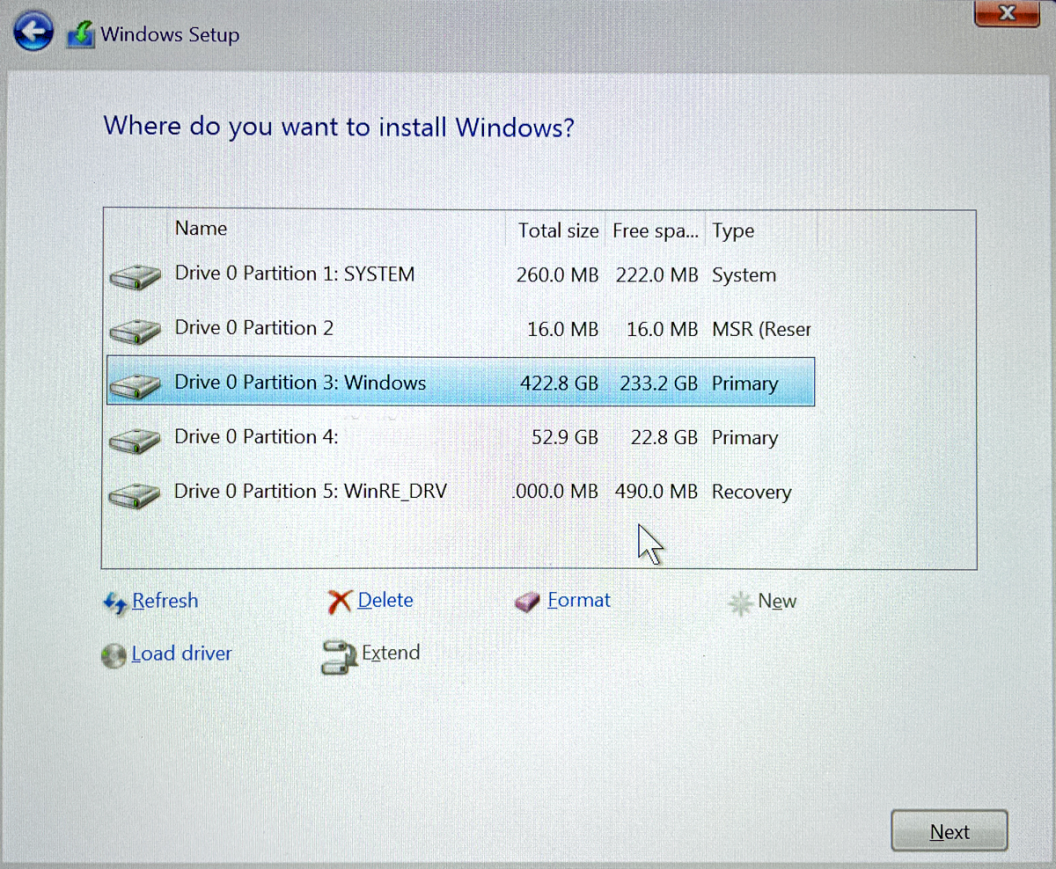 Windows Setup
Where do you want to install Windows?
Name Total size Free spa... Type
Drive 0 Partition 1: SYSTEM 260.0 MB 222.0 MB System
Drive 0 Partition 2 16.0 MB 16.0 MB MSR (Reser
Drive 0 Partition 3: Windows 422.8 GB 233.2 GB Primary
Drive 0 Partition 4: 52.9 GB 22.8 GB Primary
Drive 0 Partition 5: WinRE_DRV .000.0 MB 490.0 MB Recovery
Refresh Delete Format New
Load driver Extend
Next